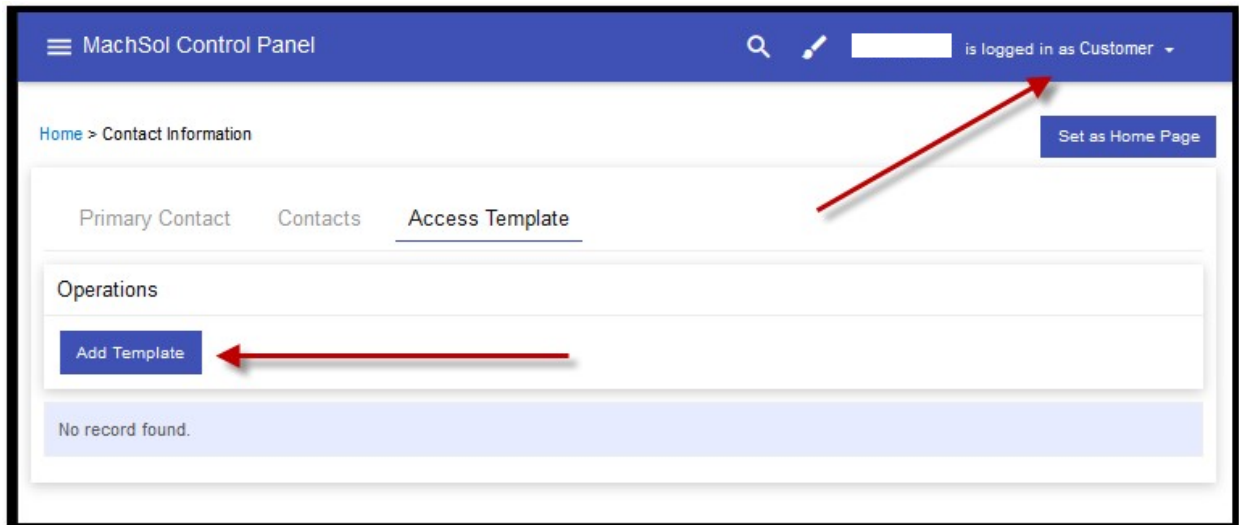 MachSol Control Panel
is logged in as Customer
Home > Contact Information
Set as Home Page
Primary Contact Contacts Access Template
Operations
Add Template
No record found.